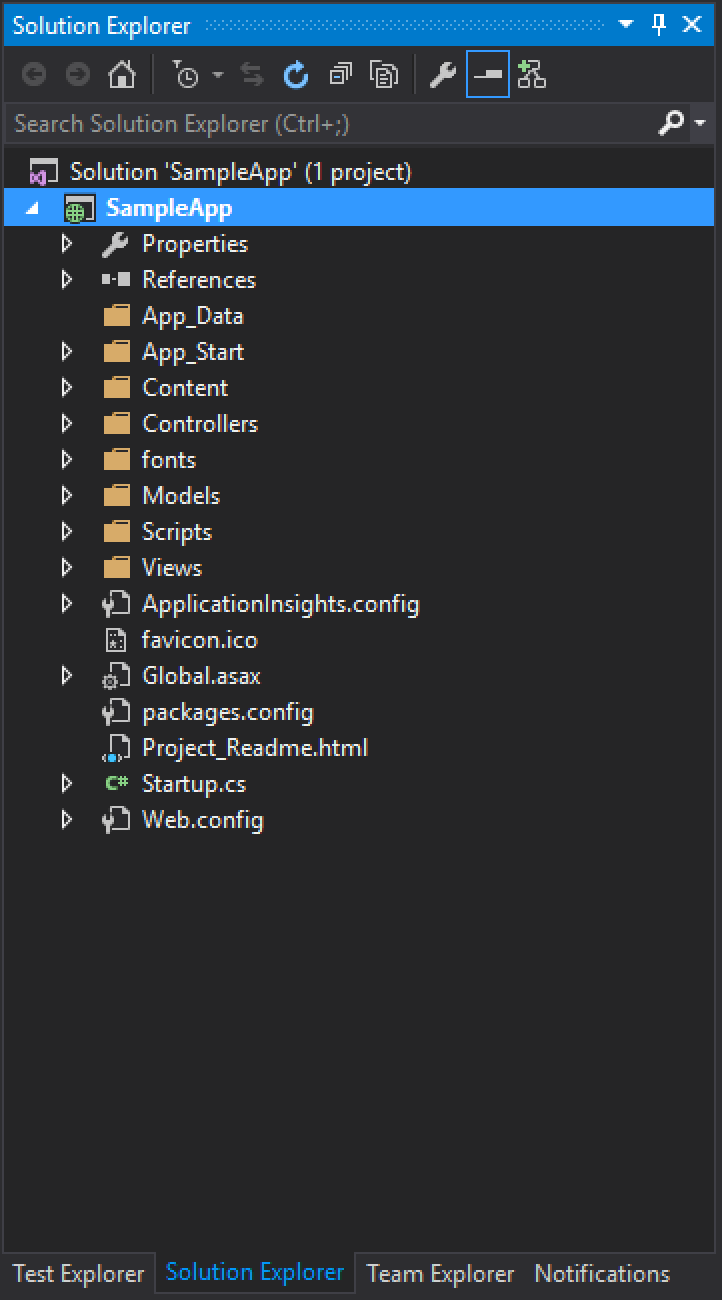 Solution Explorer
Search Solution Explorer (Ctrl+;)
Solution 'SampleApp' (1 project)
SampleApp
Properties
References
App_Data
App_Start
Content
Controllers
fonts
Models
Scripts
Views
ApplicationInsights.config
favicon.ico
Global.asax
packages.config
Project_Readme.html
C# Startup.cs
Web.config
Test Explorer Solution Explorer Team Explorer Notifications